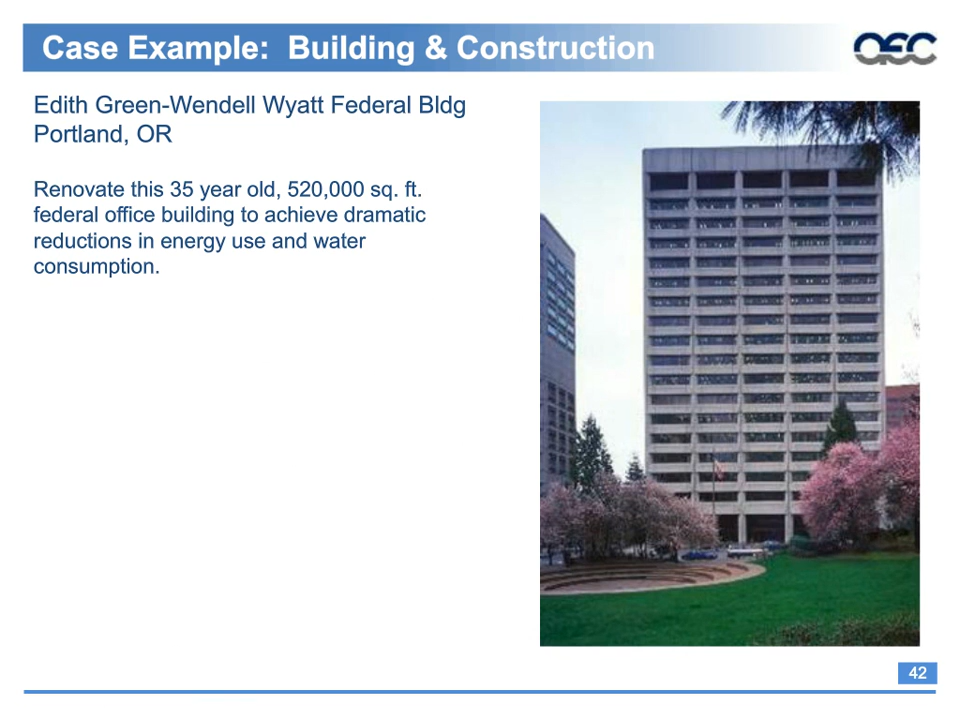 Case Example:  Building & Construction
OEC
Edith Green-Wendell Wyatt Federal Bldg
Portland, OR
Renovate this 35 year old, 520,000 sq. ft.
federal office building to achieve dramatic
reductions in energy use and water
consumption.
42